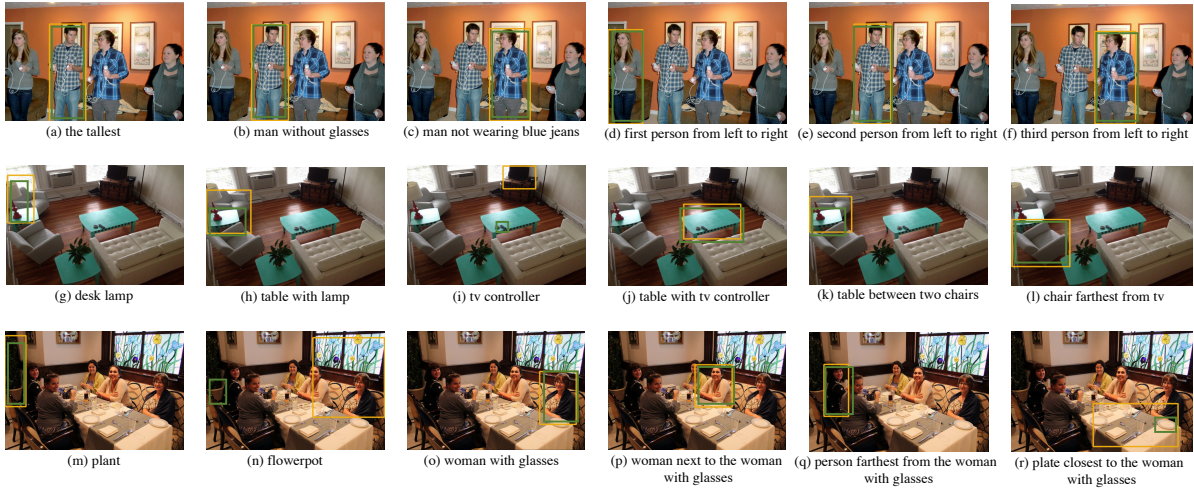 (a) the tallest
(b) man without glasses
(c) man not wearing blue jeans
(d) first person from left to right
(e) second person from left to right
(f) third person from left to right
(g) desk lamp
(h) table with lamp
(i) tv controller
(j) table with tv controller
(k) table between two chairs
(l) chair farthest from tv
(m) plant
(n) flowerpot
(o) woman with glasses
(p) woman next to the woman
with glasses
(q) person farthest from the woman
with glasses
(r) plate closest to the woman
with glasses